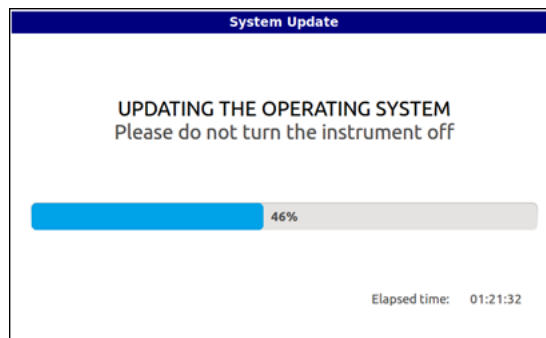 System Update
UPDATING THE OPERATING SYSTEM
Please do not turn the instrument off
46%
Elapsed time: 01:21:32